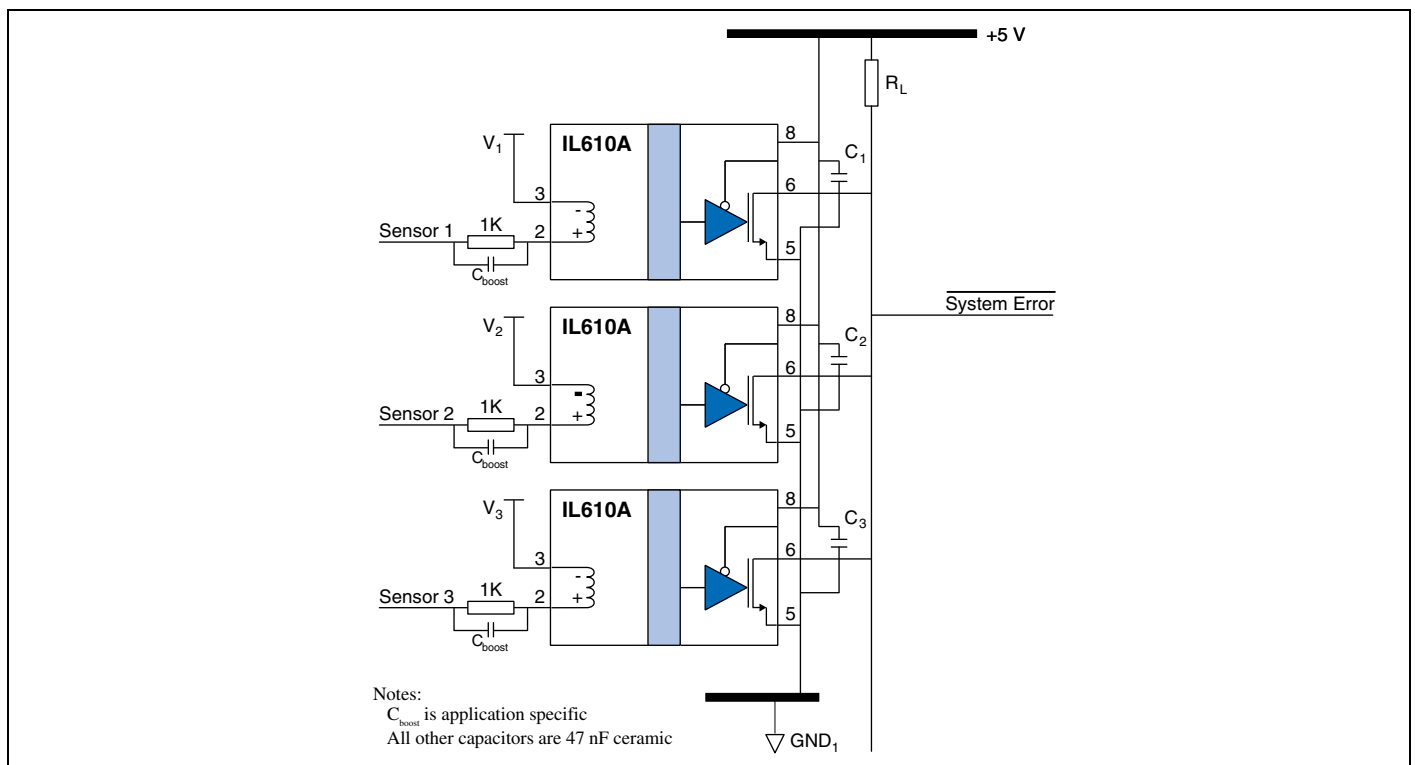 +5 V
R_L
8
IL610A
V_1
C_1
6
3
-
1K
Sensor 1
2
+
5
C_boost
System Error
8
IL610A
V_2
C_2
6
3
-
1K
Sensor 2
2
+
5
C_boost
8
IL610A
V_3
C_3
6
3
-
1K
Sensor 3
2
+
5
C_boost
Notes:
C_boost is application specific
All other capacitors are 47 nF ceramic
GND_1